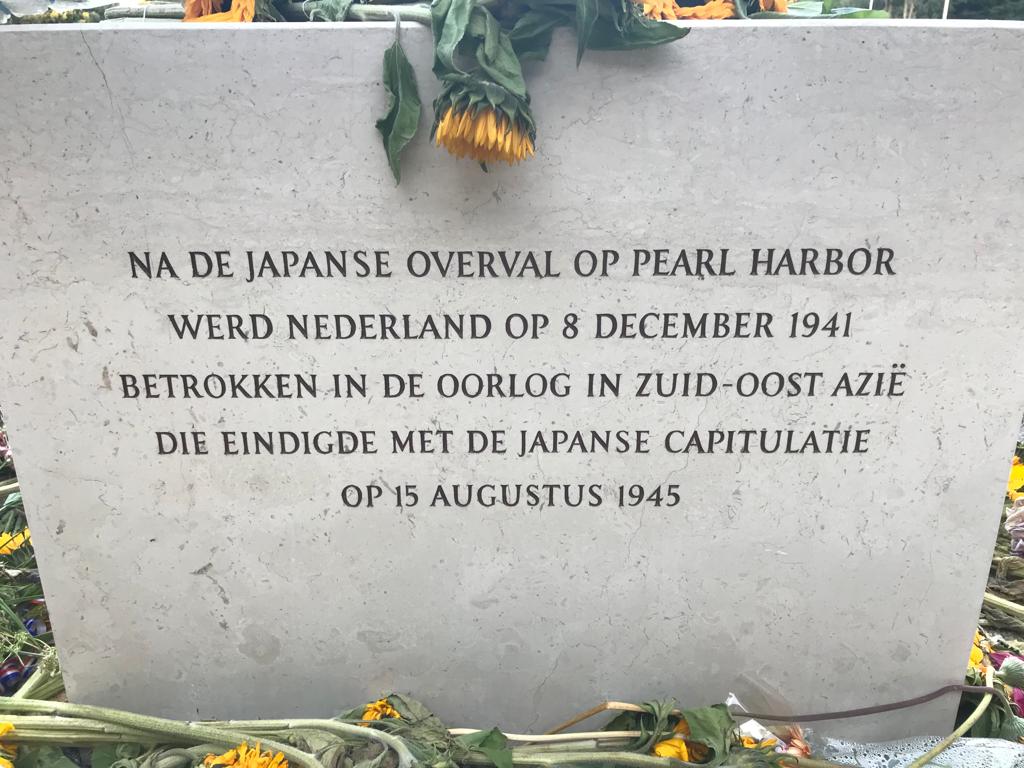 NA DE JAPANSE OVERVAL OP PEARL HARBOR
WERD NEDERLAND OP 8 DECEMBER 1941
BETROKKEN IN DE OORLOG IN ZUID-OOST AZIË
DIE EINDIGDE MET DE JAPANSE CAPITULATIE
OP 15 AUGUSTUS 1945